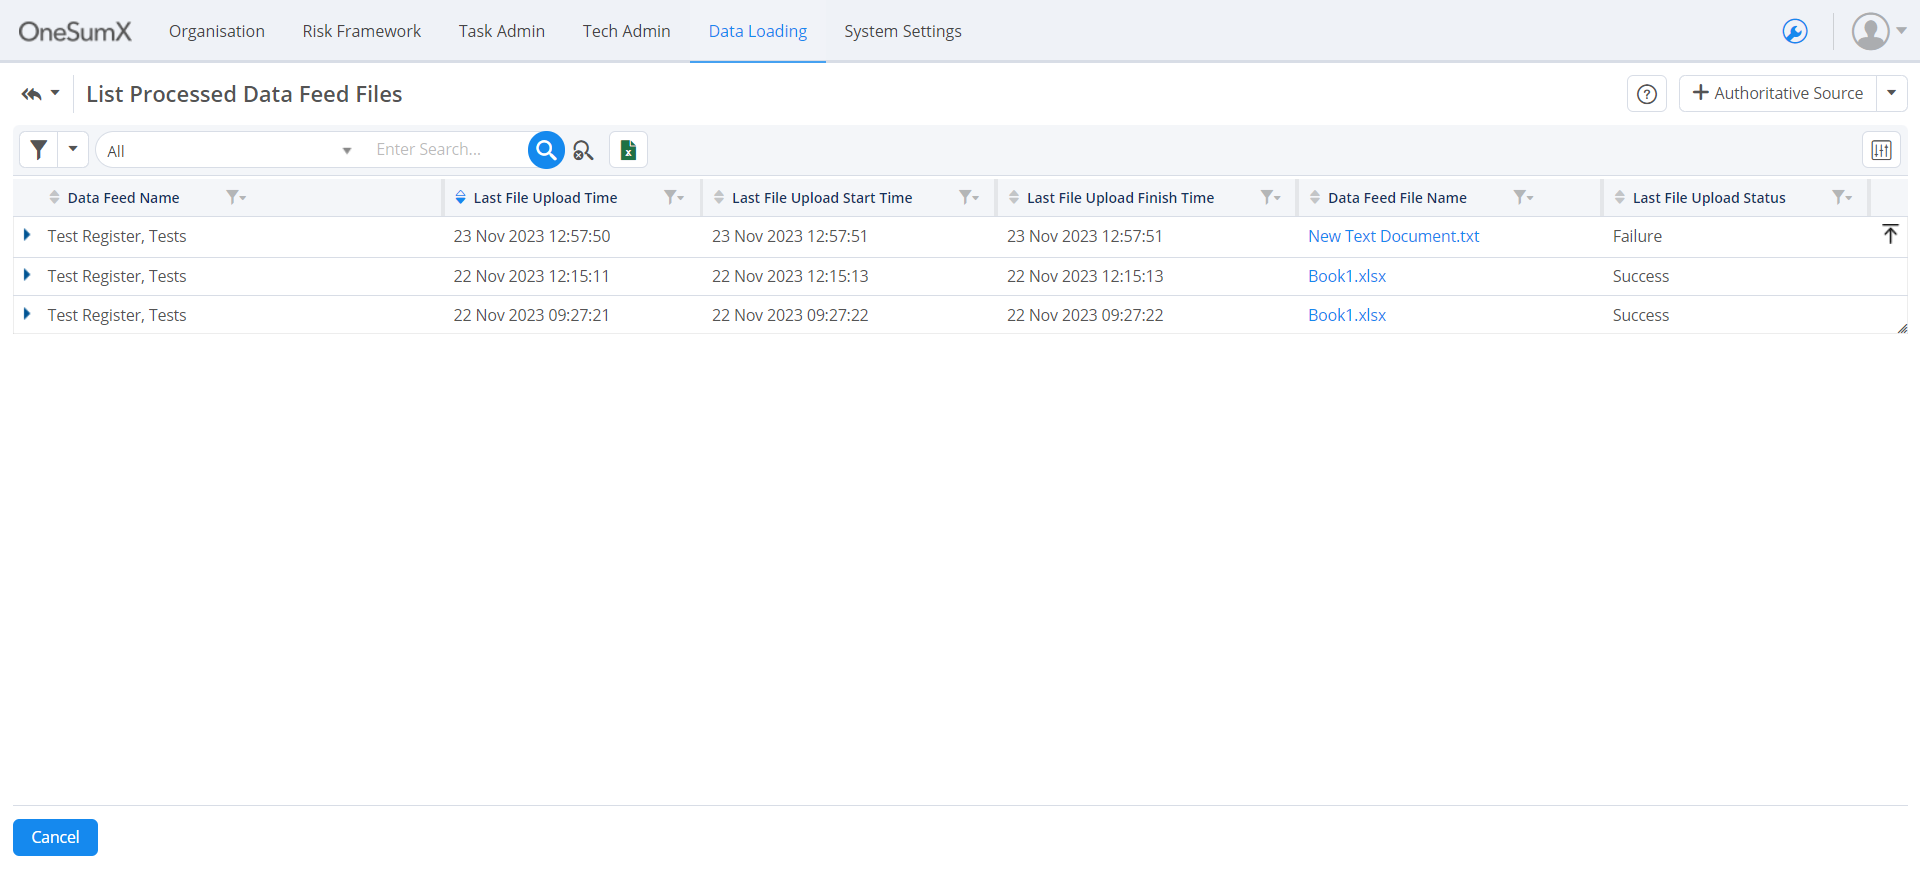 OneSumX Organisation Risk Framework Task Admin Tech Admin Data Loading System Settings
List Processed Data Feed Files ? Authoritative Source
All Enter Search... x
Data Feed Name Last File Upload Time Last File Upload Start Time Last File Upload Finish Time Data Feed File Name Last File Upload Status
Test Register, Tests 23 Nov 2023 12:57:50 23 Nov 2023 12:57:51 23 Nov 2023 12:57:51 New Text Document.txt Failure
Test Register, Tests 22 Nov 2023 12:15:11 22 Nov 2023 12:15:13 22 Nov 2023 12:15:13 Book1.xlsx Success
Test Register, Tests 22 Nov 2023 09:27:21 22 Nov 2023 09:27:22 22 Nov 2023 09:27:22 Book1.xlsx Success
Cancel